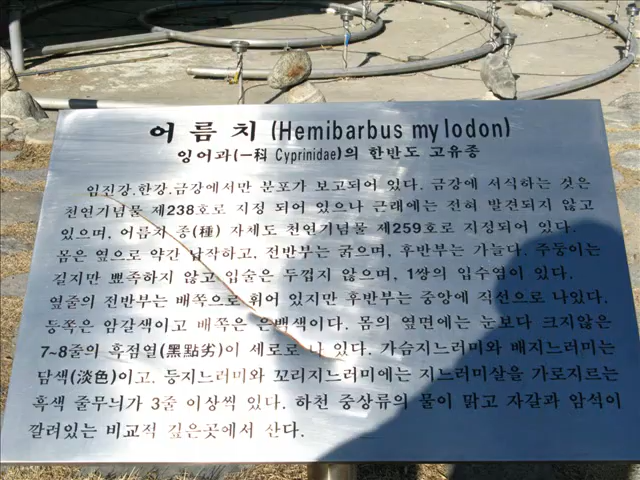 어름치 (Hemibarbus mylodon)
잉어과(一科 Cyprinidae)의 한반도 고유종
임진강.한강.금강에서만 분포가 보고되어 있다. 금강에 서식하는 것은
천연기념물 제238호로 지정 되어 있으나 근래에는 전혀 발견되지 않고
있으며, 어름차 종(種) 자체도 천연기념물 제259호로 지정되어 있다.
몸은 옆으로 약간 납작하고, 전반부는 굵으며, 후반부는 가늘다. 주둥이는
길지만 뾰족하지 않고 입술은 두껍지 않으며, 1쌍의 입수염이 있다.
옆줄의 전반부는 배쪽으로 휘어 있지만 후반부는 중앙에 직선으로 나있다.
등쪽은 암갈색이고 배쪽은 은백색이다. 몸의 옆면에는 눈보다 크지않은
7~8줄의 흑점열(黑點劣)이 세로로 나 있다. 가슴지느러미와 배지느러미는
담색(淡色)이고, 등지느러미와 꼬리지느러미에는 지느러미살을 가로지르는
흑색 줄무늬가 3줄 이상씩 있다. 하천 중상류의 물이 맑고 자갈과 암석이
깔려있는 비교적 깊은곳에서 산다.